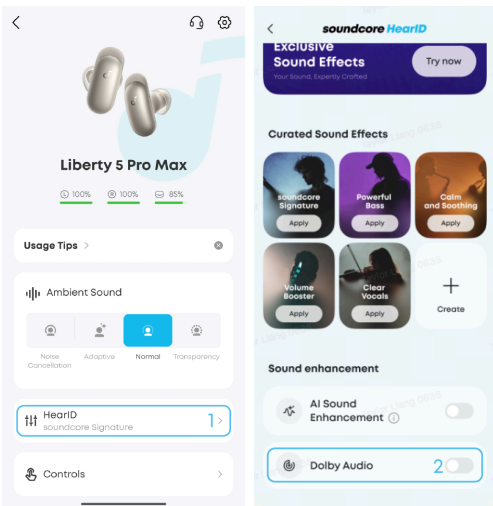 Liberty 5 Pro Max
100%
100%
85%
Usage Tips
Ambient Sound
Noise
Cancellation
Adaptive
Normal
Transparency
HearID
soundcore Signature
1
Controls
soundcore HearID
Exclusive
Sound Effects
Your Sound, Expertly Crafted
Try now
Curated Sound Effects
soundcore
Signature
Apply
Powerful
Bass
Apply
Calm
and Soothing
Apply
Volume
Booster
Apply
Clear
Vocals
Apply
Create
Sound enhancement
AI Sound
Enhancement
Dolby Audio
2